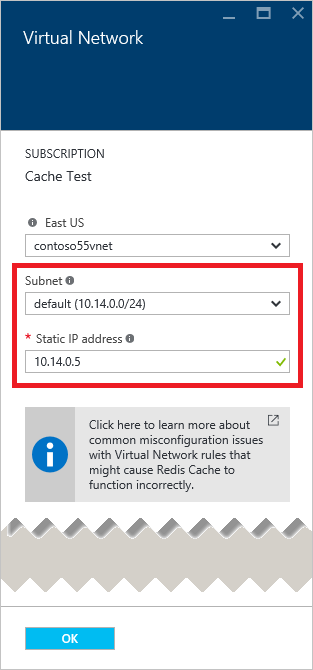 Virtual Network
SUBSCRIPTION
Cache Test
East US
contoso55vnet
Subnet
default (10.14.0.0/24)
* Static IP address
10.14.0.5
Click here to learn more about
common misconfiguration issues
with Virtual Network rules that
might cause Redis Cache to
function incorrectly.
OK